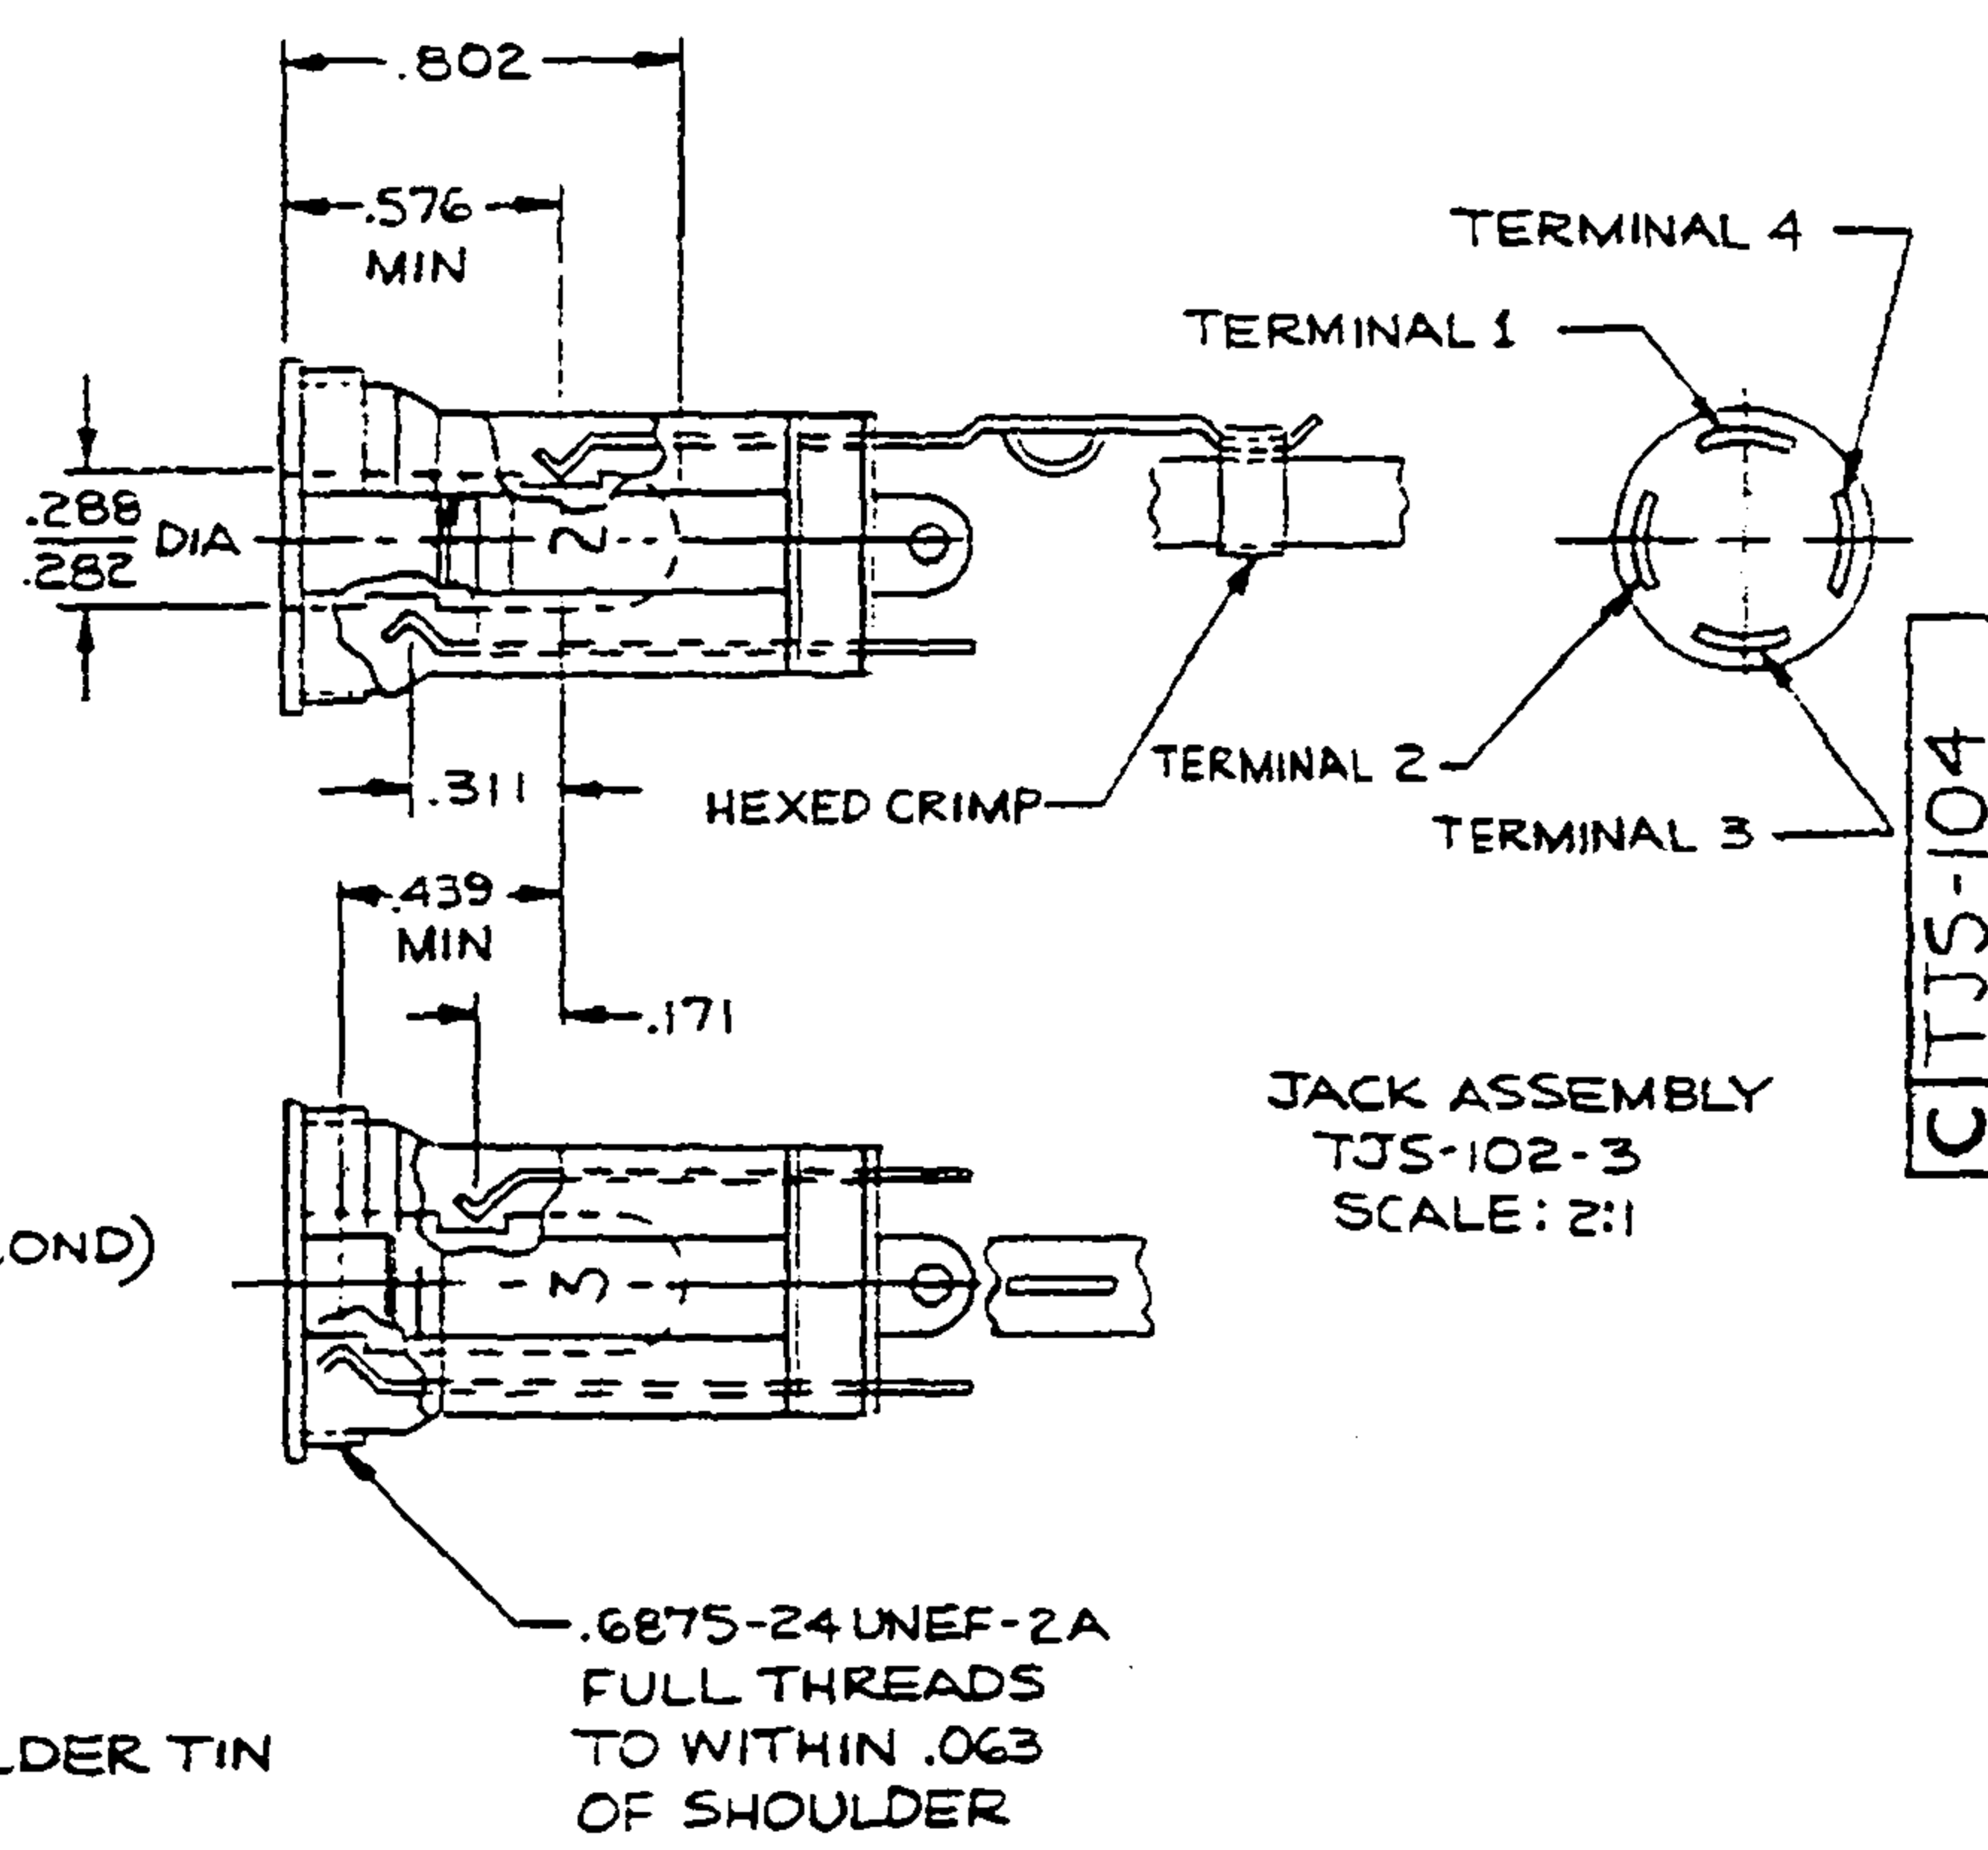 .802
.576
MIN
TERMINAL 4
TERMINAL 1
.288
.282 DIA
2
.311
HEXED CRIMP
TERMINAL 2
TERMINAL 3
C TJS-104
.439
MIN
.171
JACK ASSEMBLY
TJS-102-3
SCALE: 2:1
OND)
3
.6875-24 UNEF-2A
FULL THREADS
TO WITHIN .063
OF SHOULDER
LDER TIN